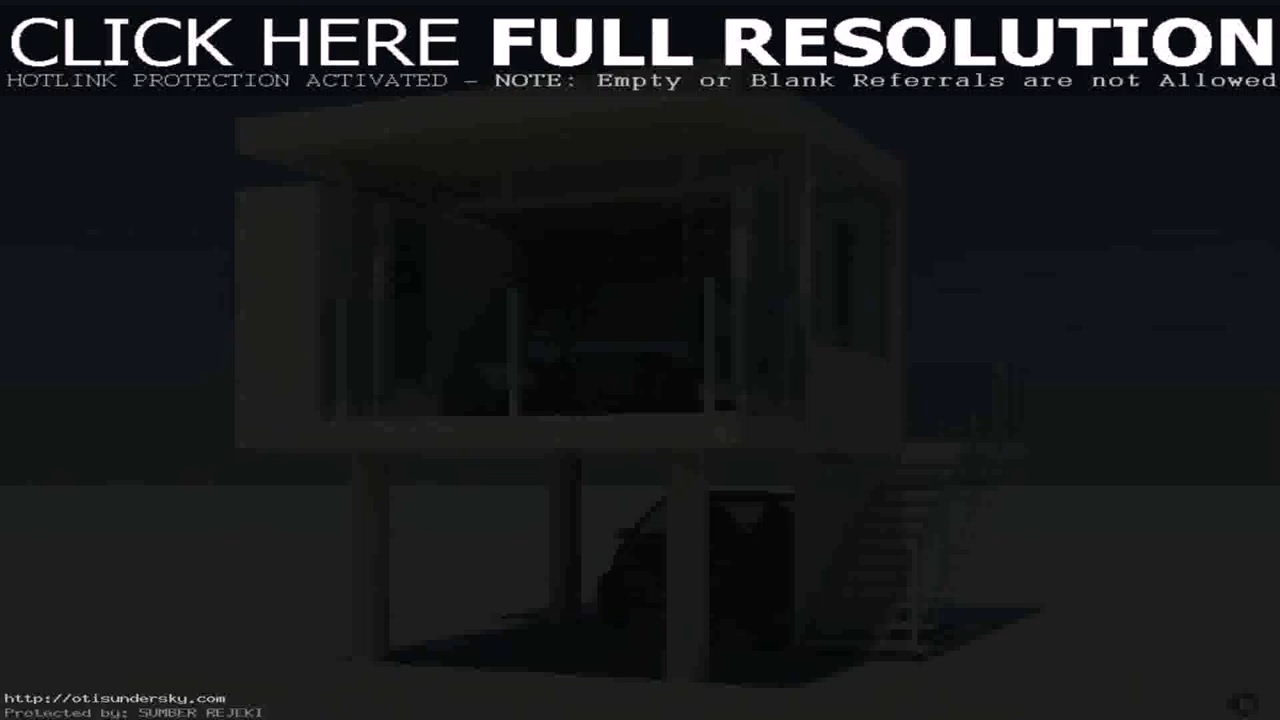 CLICK HERE FULL RESOLUTION
HOTLINK PROTECTION ACTIVATED - NOTE: Empty or Blank Referrals are not Allowed
http://otisundersky.com
Protected by: SUMBER REJEKI